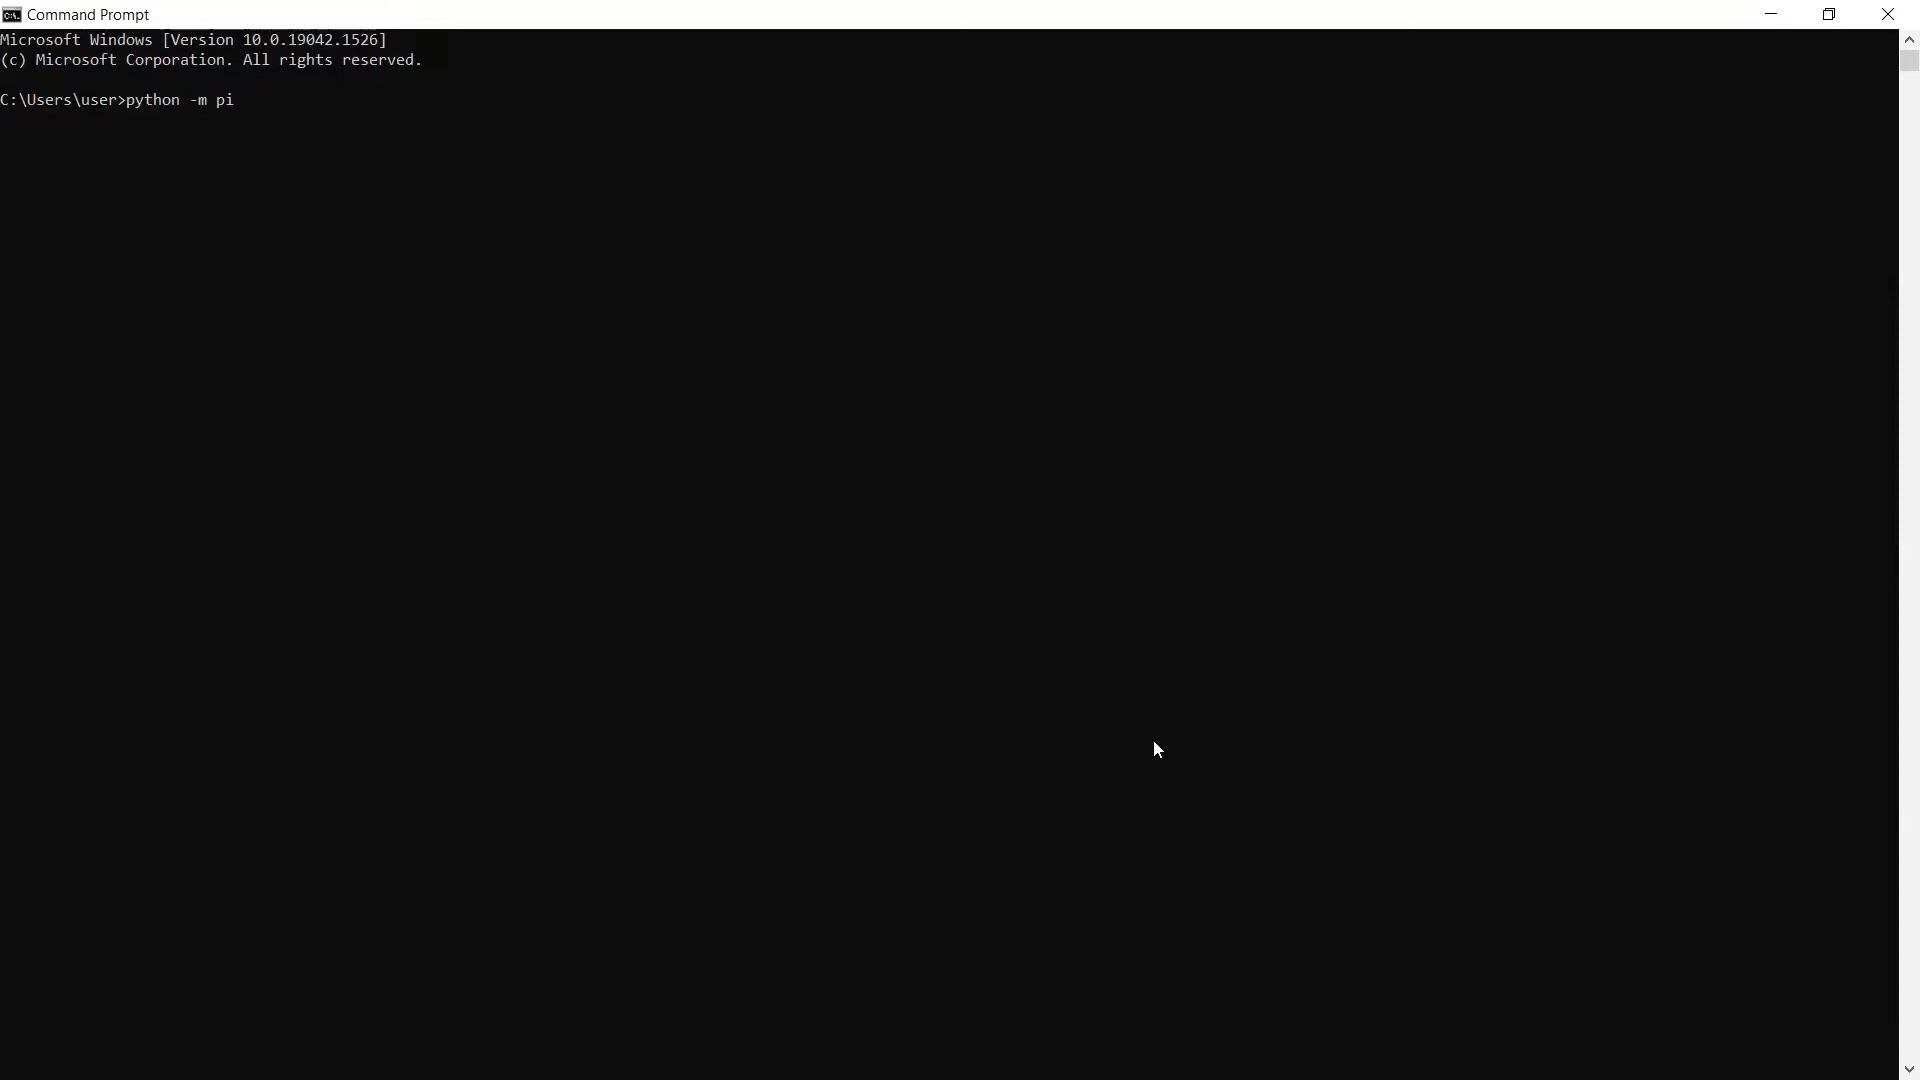 Command Prompt
Microsoft Windows [Version 10.0.19042.1526]
(c) Microsoft Corporation. All rights reserved.
C:\Users\user>python -m pi